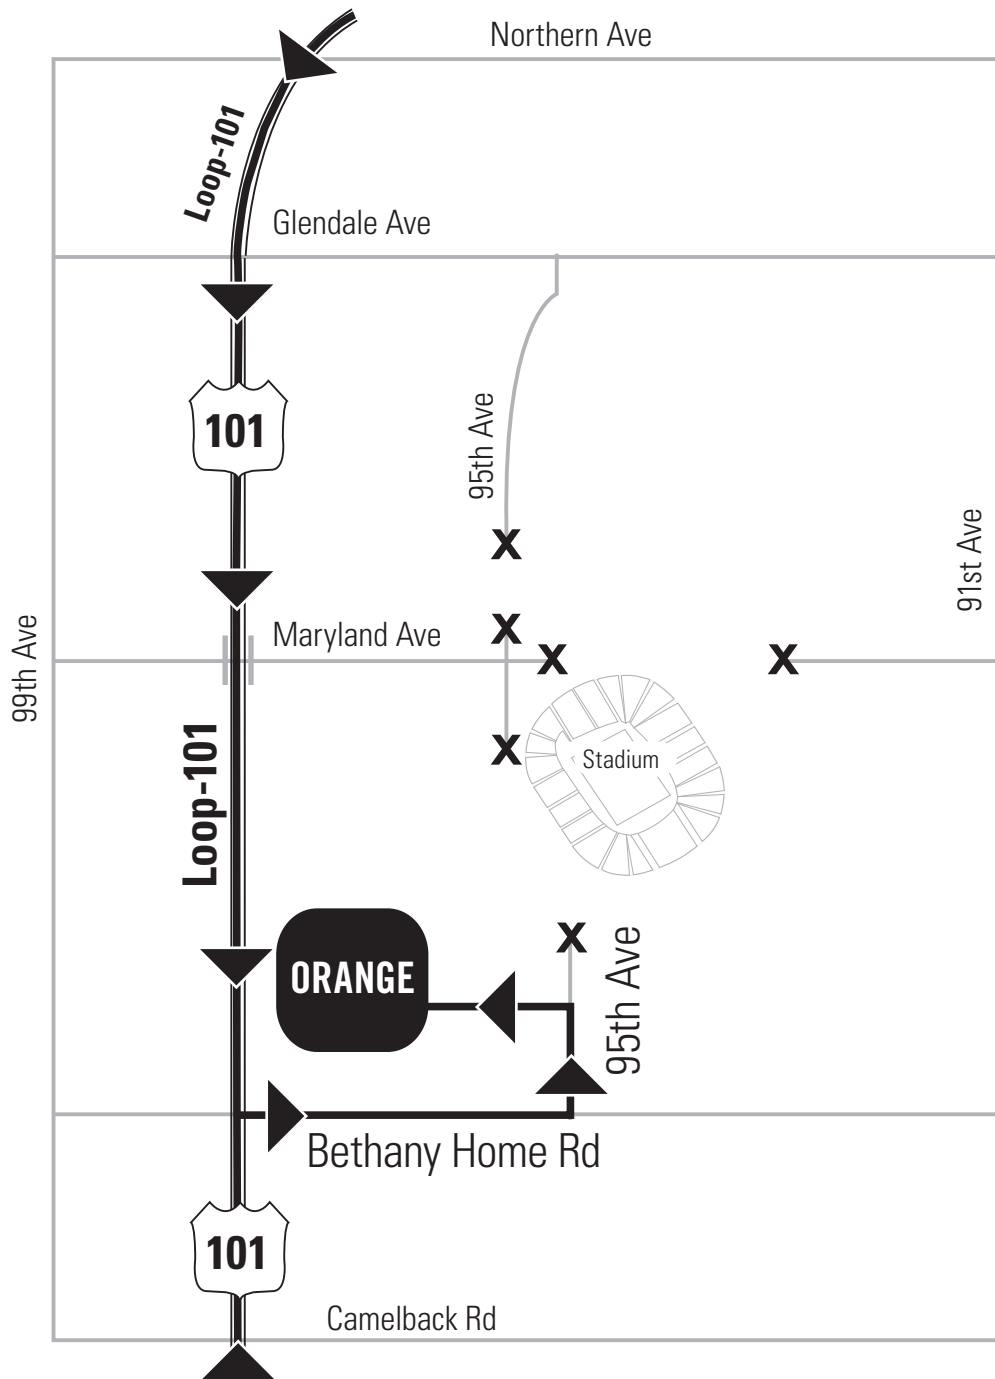 Northern Ave
Loop-101
Glendale Ave
101
95th Ave
X
91st Ave
99th Ave
Maryland Ave
X
X
X
Loop-101
X
Stadium
ORANGE
X
95th Ave
Bethany Home Rd
101
Camelback Rd